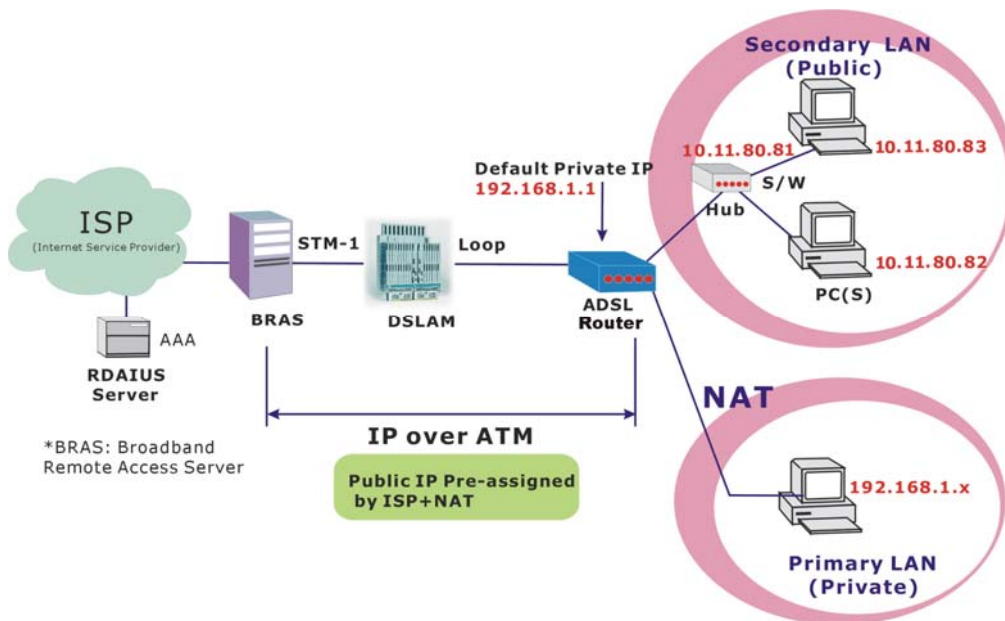 ISP
(Internet Service Provider)
AAA
RDAIUS
Server
*BRAS: Broadband
Remote Access Server
BRAS
STM-1
DSLAM
Loop
Default Private IP
192.168.1.1
ADSL
Router
IP over ATM
Public IP Pre-assigned
by ISP+NAT
Secondary LAN
(Public)
10.11.80.81
10.11.80.83
S/W
Hub
10.11.80.82
PC(S)
NAT
192.168.1.x
Primary LAN
(Private)